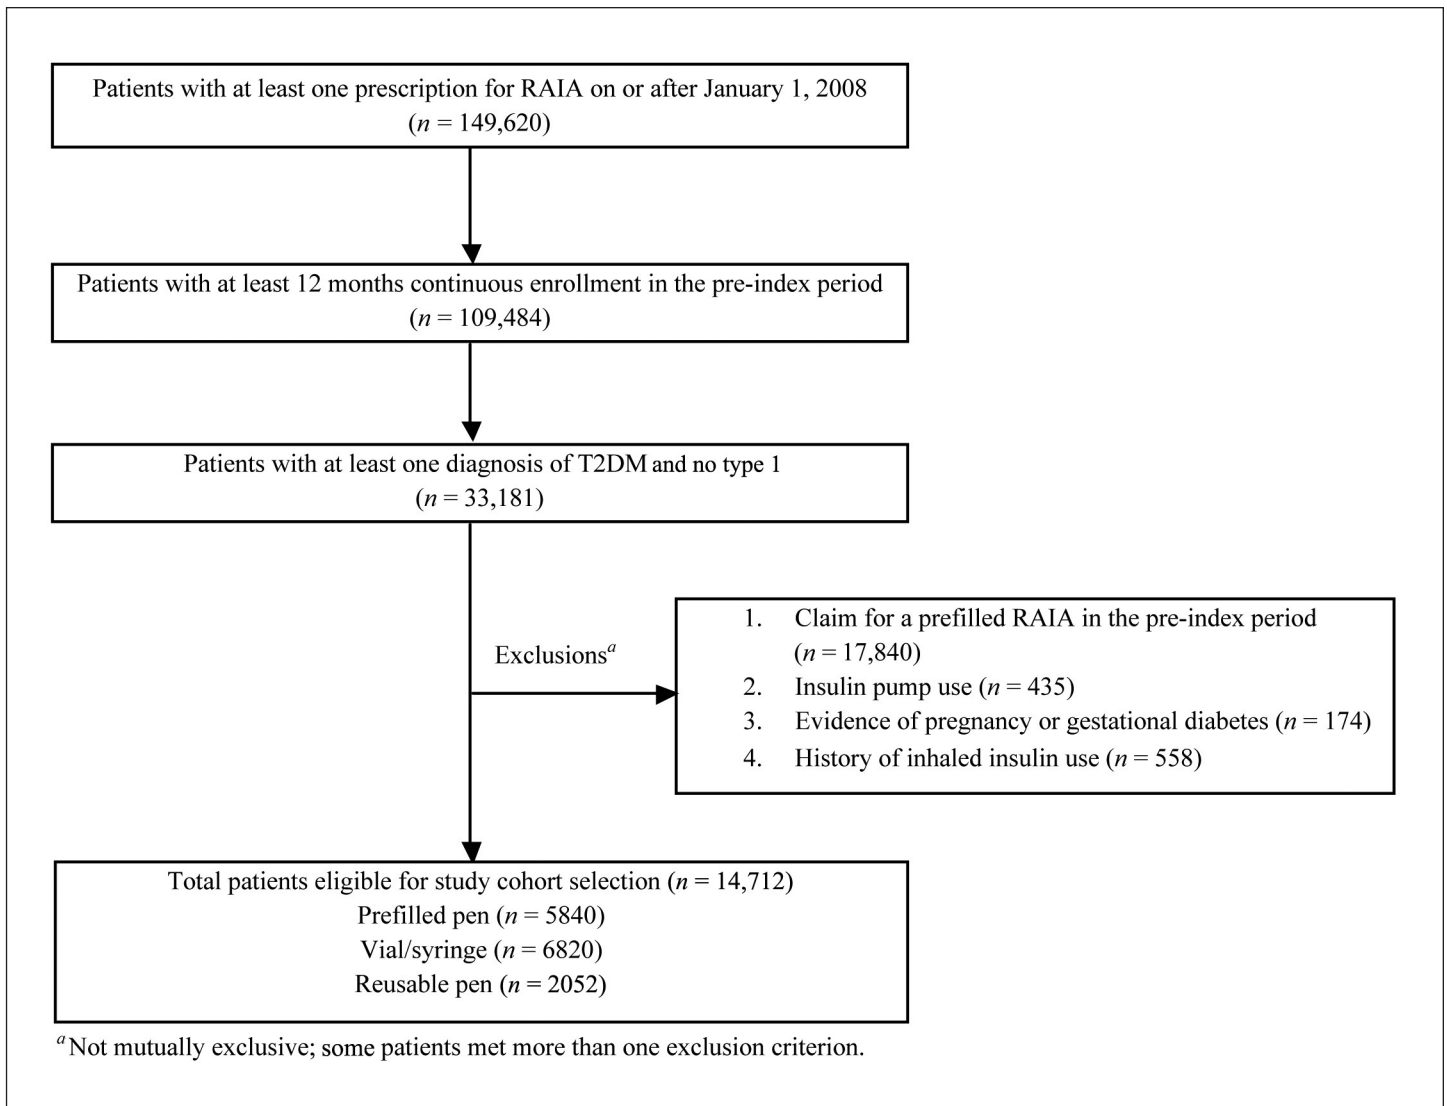 Patients with at least one prescription for RAIA on or after January 1, 2008
(n = 149,620)
Patients with at least 12 months continuous enrollment in the pre-index period
(n = 109,484)
Patients with at least one diagnosis of T2DM and no type 1
(n = 33,181)
Exclusionsa
1. Claim for a prefilled RAIA in the pre-index period
(n = 17,840)
2. Insulin pump use (n = 435)
3. Evidence of pregnancy or gestational diabetes (n = 174)
4. History of inhaled insulin use (n = 558)
Total patients eligible for study cohort selection (n = 14,712)
Prefilled pen (n = 5840)
Vial/syringe (n = 6820)
Reusable pen (n = 2052)
a Not mutually exclusive; some patients met more than one exclusion criterion.